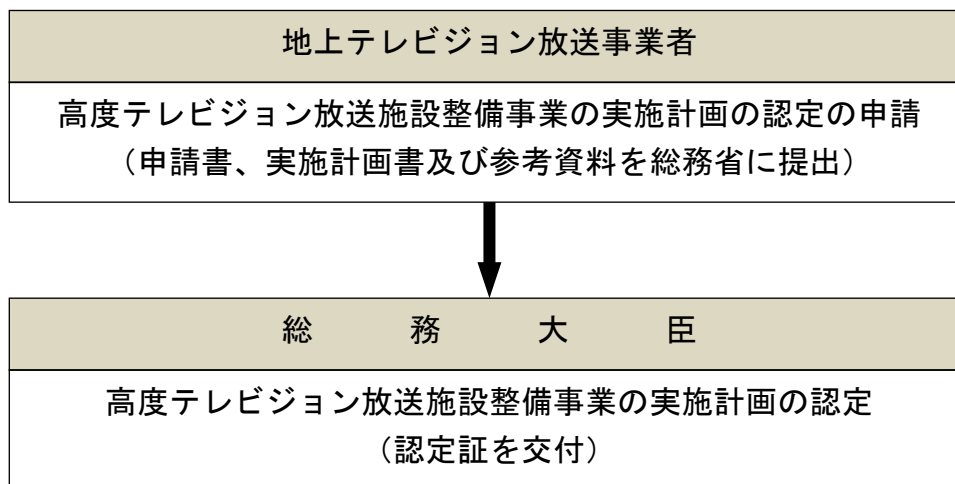 地上テレビジョン放送事業者
高度テレビジョン放送施設整備事業の実施計画の認定の申請
（申請書、実施計画書及び参考資料を総務省に提出）
総　務　大　臣
高度テレビジョン放送施設整備事業の実施計画の認定
（認定証を交付）